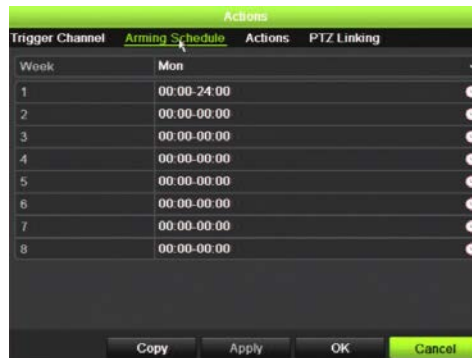 Actions
Trigger Channel Arming Schedule Actions PTZ Linking
Week Mon
1 00:00-24:00
2 00:00-00:00
3 00:00-00:00
4 00:00-00:00
5 00:00-00:00
6 00:00-00:00
7 00:00-00:00
8 00:00-00:00
Copy Apply OK Cancel